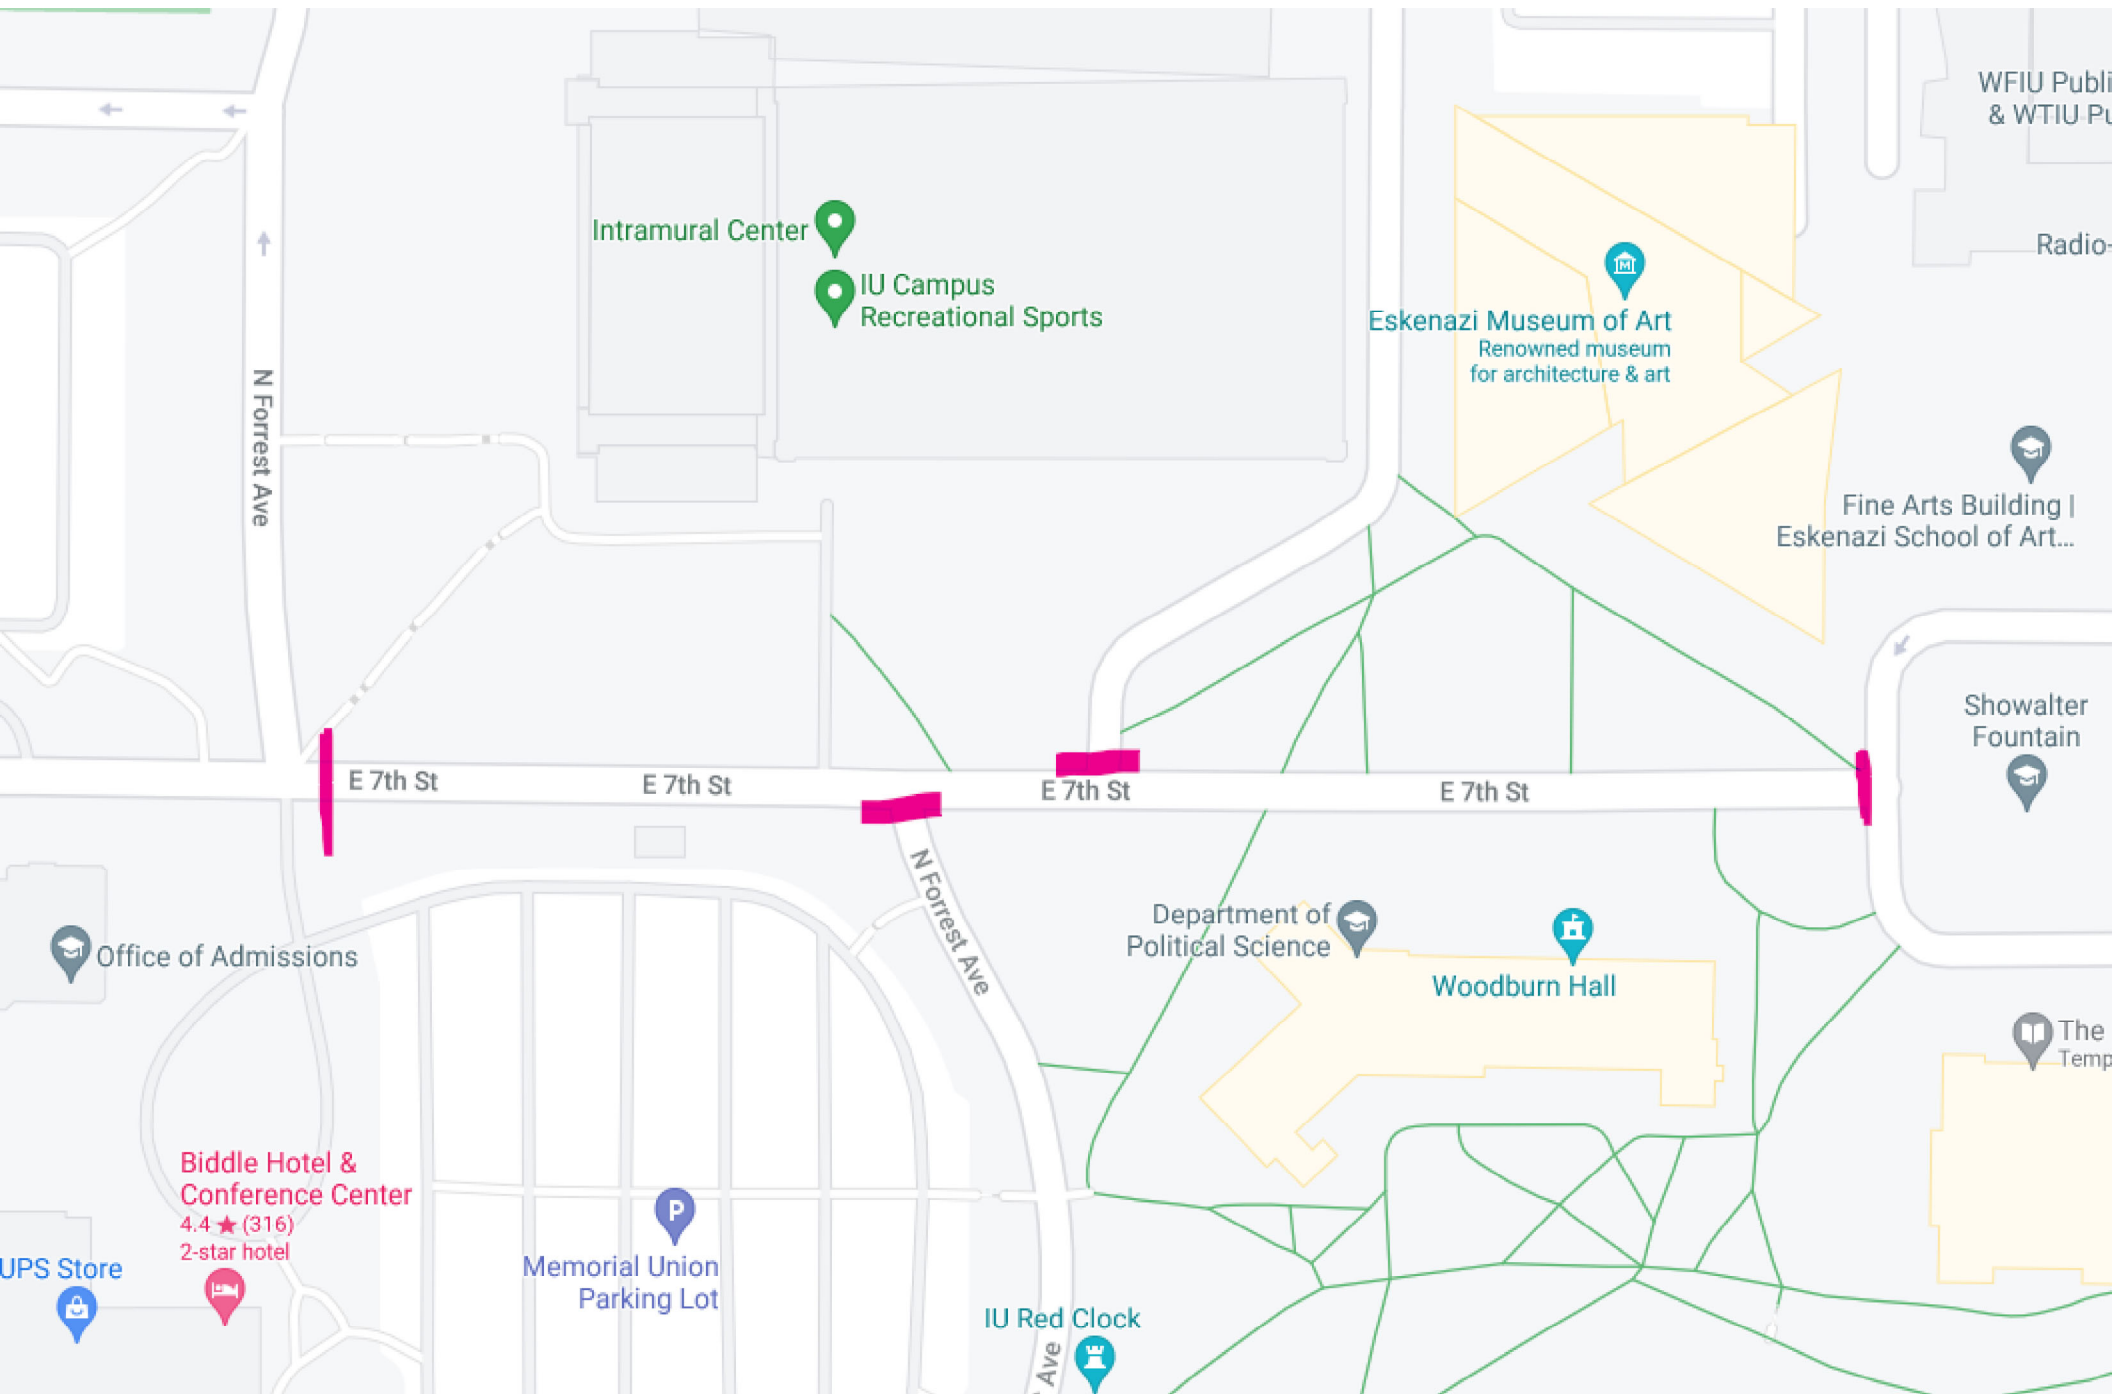 WFIU Publi
& WTIU Pu
Intramural Center
IU Campus
Recreational Sports
Radio-
Eskenazi Museum of Art
Renowned museum
for architecture & art
N Forrest Ave
Fine Arts Building |
Eskenazi School of Art...
Showalter
Fountain
E 7th St
E 7th St
E 7th St
E 7th St
N Forrest Ave
Department of
Political Science
Woodburn Hall
Office of Admissions
The
Temp
Biddle Hotel &
Conference Center
4.4 ★ (316)
2-star hotel
P
UPS Store
Memorial Union
Parking Lot
IU Red Clock
Ave